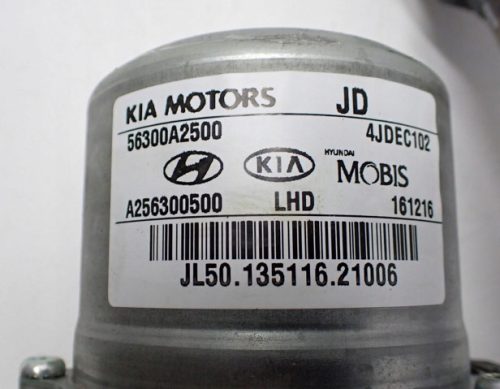 KIA MOTORS JD
56300A2500 4JDEC102
KIA HYUNDAI MOBIS
A256300500 LHD 161216
JL50.135116.21006